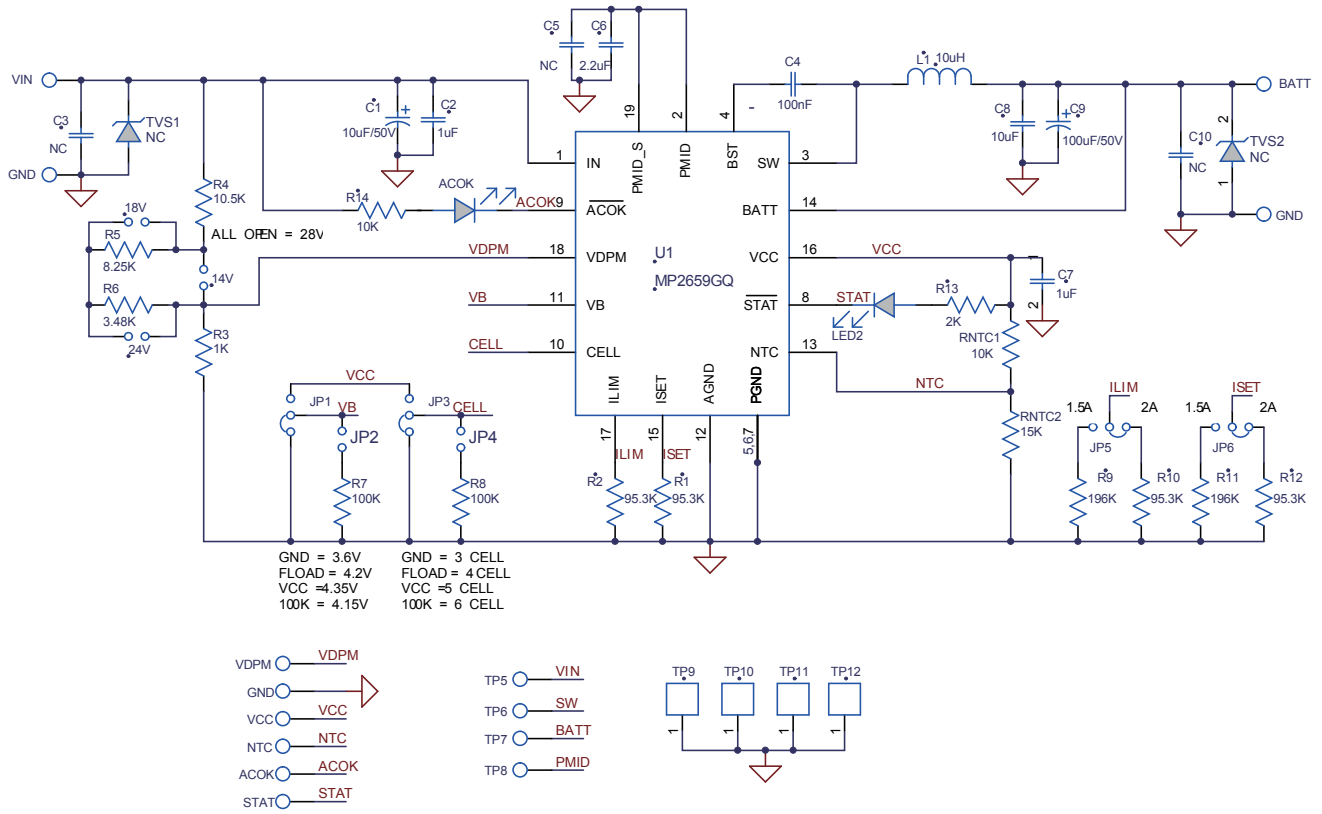 C5
C6
NC
2.2uF
VIN
C3
NC
TVS1
NC
GND
C1
10uF/50V
C2
1uF
19
2
4
PMID_S
PMID
BST
C4
100nF
-
L1
10uH
C8
10uF
C9
100uF/50V
BATT
C10
NC
2
1
TVS2
NC
GND
1
IN
SW
3
R4
10.5K
R14
10K
ACOK
ACOK
9
ACOK
BATT
14
18V
R5
8.25K
ALL OPEN = 28V
14V
R6
3.48K
24V
R3
1K
VDPM
18
VDPM
U1
MP2659GQ
VCC
16
VCC
1
C7
1uF
2
VB
11
VB
STAT
8
STAT
LED2
R13
2K
CELL
10
CELL
NTC
13
RNTC1
10K
NTC
RNTC2
15K
ILIM
ISET
AGND
PGND
17
15
12
5,6,7
VCC
JP1
VB
JP2
JP3
CELL
JP4
R7
100K
R8
100K
ILIM
ISET
R2
95.3K
R1
95.3K
ILIM
1.5A
2A
JP5
R9
196K
R10
95.3K
ISET
1.5A
2A
JP6
R11
196K
R12
95.3K
GND = 3.6V
FLOAD = 4.2V
VCC =4.35V
100K = 4.15V
GND = 3 CELL
FLOAD = 4 CELL
VCC =5 CELL
100K = 6 CELL
VDPM
VDPM
GND
VCC
VCC
NTC
NTC
ACOK
ACOK
STAT
STAT
TP5
VIN
TP6
SW
TP7
BATT
TP8
PMID
TP9
TP10
TP11
TP12
1
1
1
1